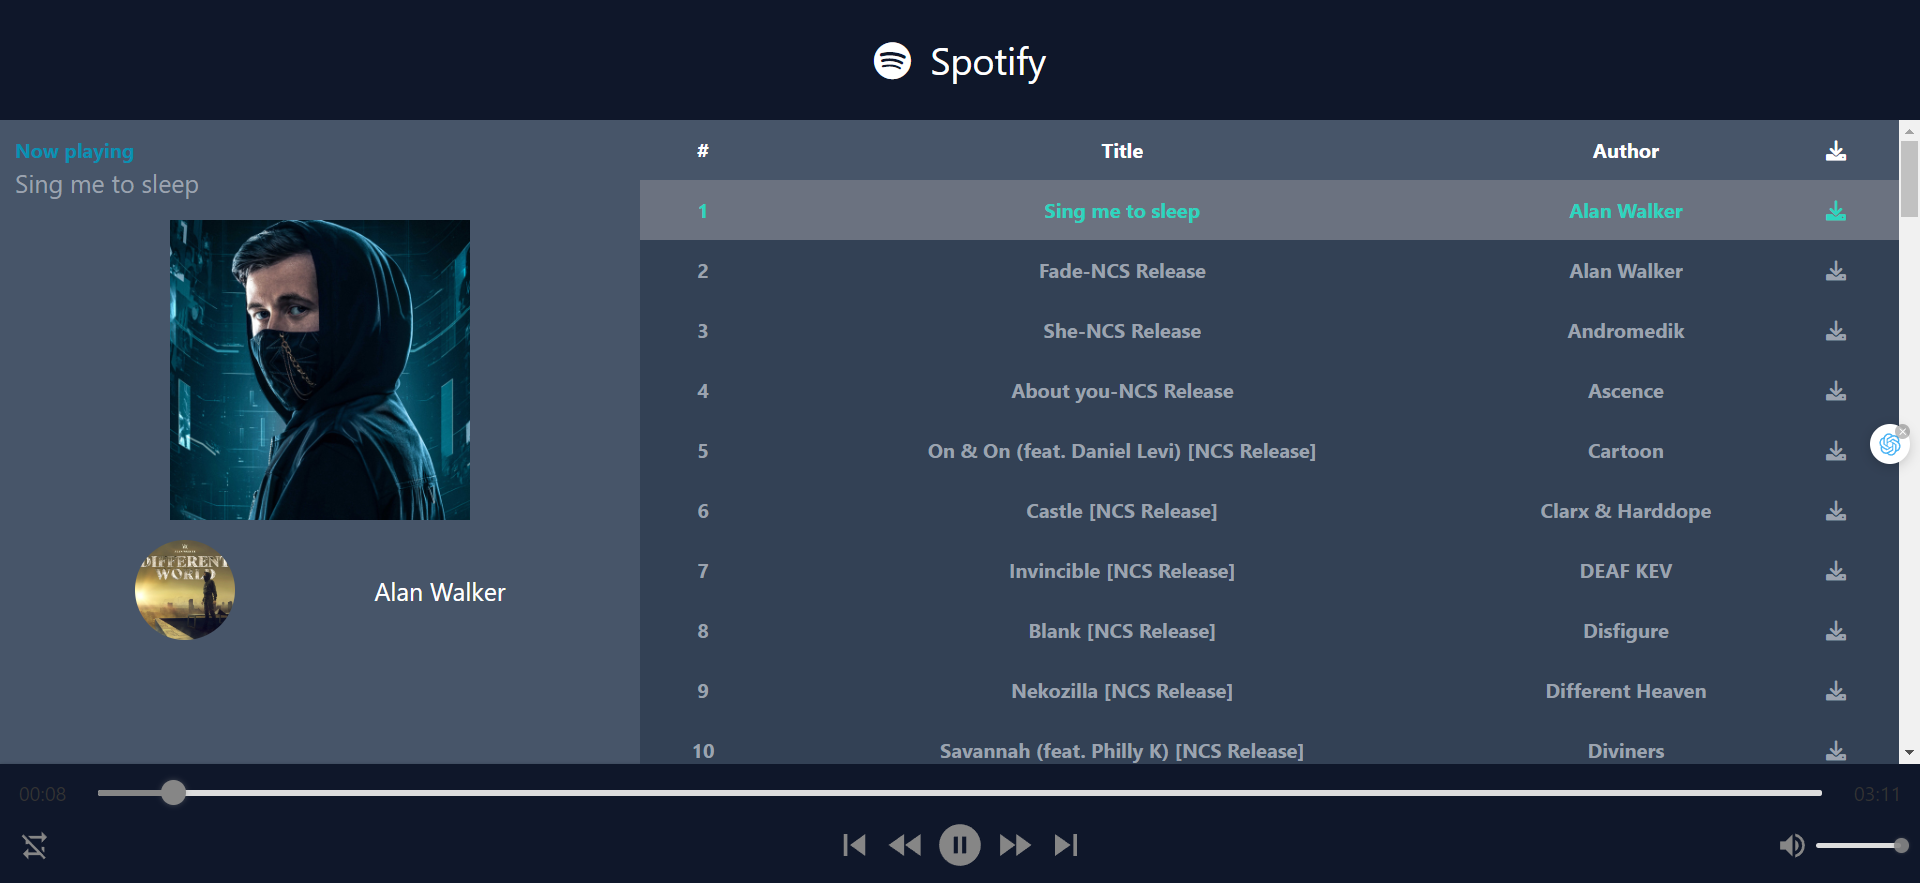 Spotify
Now playing
Sing me to sleep
DIFFERENT
WORLD
Alan Walker
# Title Author
1 Sing me to sleep Alan Walker
2 Fade-NCS Release Alan Walker
3 She-NCS Release Andromedik
4 About you-NCS Release Ascence
5 On & On (feat. Daniel Levi) [NCS Release] Cartoon
6 Castle [NCS Release] Clarx & Harddope
7 Invincible [NCS Release] DEAF KEV
8 Blank [NCS Release] Disfigure
9 Nekozilla [NCS Release] Different Heaven
10 Savannah (feat. Philly K) [NCS Release] Diviners
00:08 03:11